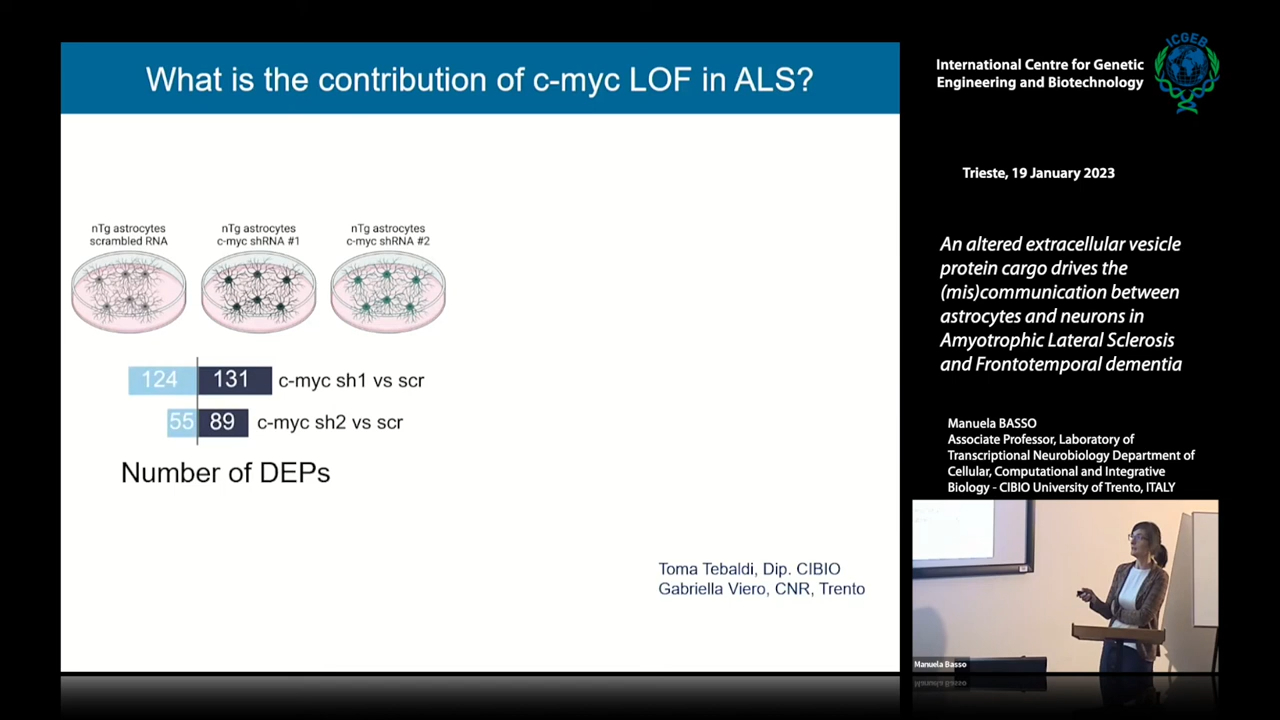 What is the contribution of c-myc LOF in ALS?
nTg astrocytes
scrambled RNA
nTg astrocytes
c-myc shRNA #1
nTg astrocytes
c-myc shRNA #2
124 131 c-myc sh1 vs scr
55 89 c-myc sh2 vs scr
Number of DEPs
Toma Tebaldi, Dip. CIBIO
Gabriella Viero, CNR, Trento
International Centre for Genetic
Engineering and Biotechnology
ICGEB
Trieste, 19 January 2023
An altered extracellular vesicle
protein cargo drives the
(mis)communication between
astrocytes and neurons in
Amyotrophic Lateral Sclerosis
and Frontotemporal dementia
Manuela BASSO
Associate Professor, Laboratory of
Transcriptional Neurobiology Department of
Cellular, Computational and Integrative
Biology - CIBIO University of Trento, ITALY
Manuela Basso